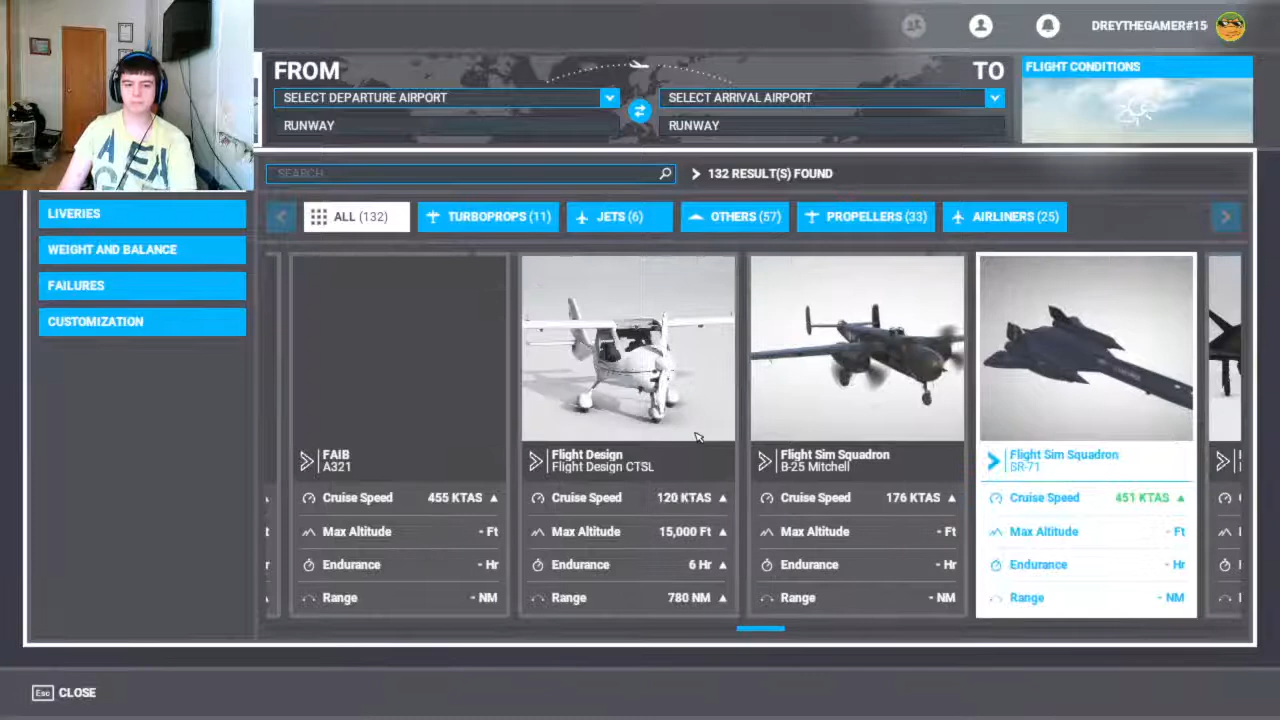 DREYTHEGAMER#15
FROM
TO
FLIGHT CONDITIONS
SELECT DEPARTURE AIRPORT
SELECT ARRIVAL AIRPORT
RUNWAY
RUNWAY
SEARCH
132 RESULT(S) FOUND
LIVERIES
WEIGHT AND BALANCE
FAILURES
CUSTOMIZATION
ALL (132)
TURBOPROPS (11)
JETS (6)
OTHERS (57)
PROPELLERS (33)
AIRLINERS (25)
FAIB
A321
Cruise Speed 455 KTAS
Max Altitude - Ft
Endurance - Hr
Range - NM
Flight Design
Flight Design CTSL
Cruise Speed 120 KTAS
Max Altitude 15,000 Ft
Endurance 6 Hr
Range 780 NM
Flight Sim Squadron
B-25 Mitchell
Cruise Speed 176 KTAS
Max Altitude - Ft
Endurance - Hr
Range - NM
Flight Sim Squadron
SR-71
Cruise Speed 451 KTAS
Max Altitude - Ft
Endurance - Hr
Range - NM
Esc CLOSE